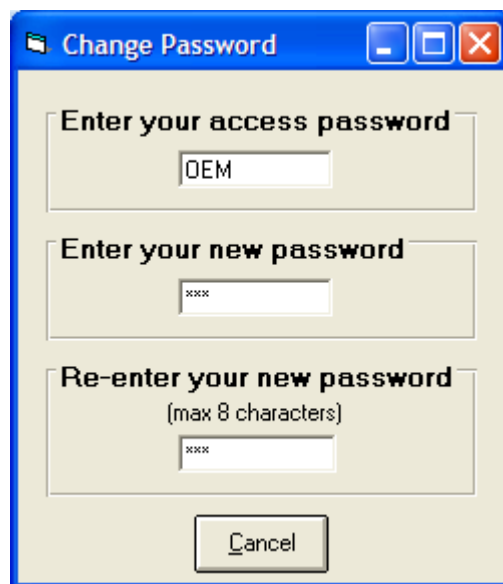 Change Password
Enter your access password
OEM
Enter your new password
***
Re-enter your new password
(max 8 characters)
***
Cancel